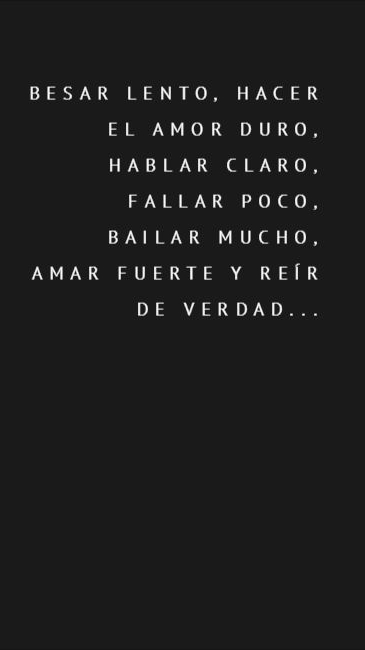 BESAR LENTO, HACER
EL AMOR DURO,
HABLAR CLARO,
FALLAR POCO,
BAILAR MUCHO,
AMAR FUERTE Y REÍR
DE VERDAD...